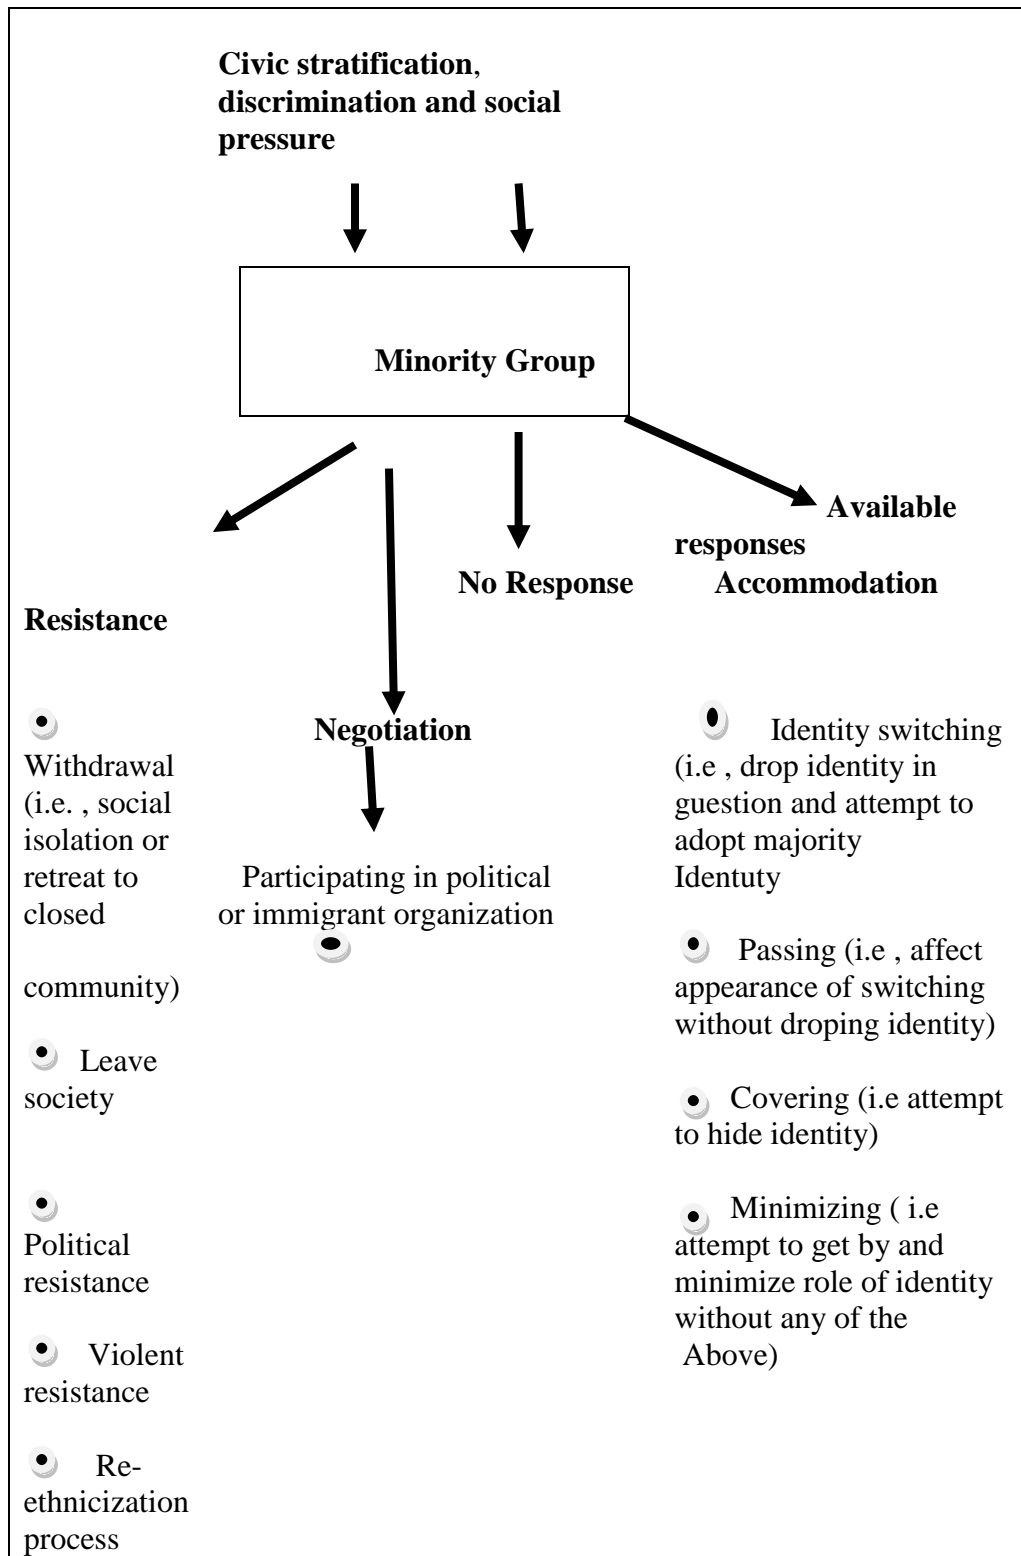 Civic stratification,
discrimination and social
pressure
Minority Group
Available
responses
No Response
Accommodation
Resistance
Withdrawal
(i.e. , social
isolation or
retreat to
closed
community)
Leave
society
Political
resistance
Violent
resistance
Re-
ethnicization
process
Negotiation
Participating in political
or immigrant organization
Identity switching
(i.e , drop identity in
guestion and attempt to
adopt majority
Identuty
Passing (i.e , affect
appearance of switching
without droping identity)
Covering (i.e attempt
to hide identity)
Minimizing ( i.e
attempt to get by and
minimize role of identity
without any of the
Above)